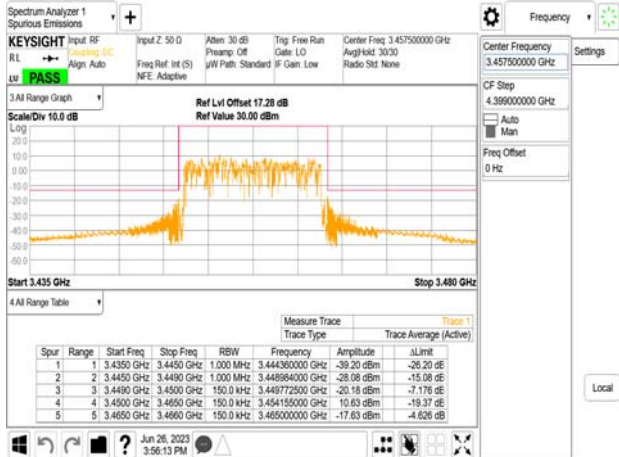 Spectrum Analyzer 1
Spurious Emissions
+
Frequency
KEYSIGHT Input: RF Input Z: 50 Ω Atten: 30 dB Trig: Free Run Center Freq: 3.457500000 GHz
RL Coupling: DC Preamp: Off Gate: LO Avg|Hold: 30/30
Align: Auto Freq Ref: Int (S) µW Path: Standard IF Gain: Low Radio Std: None
NFE: Adaptive
PASS
Center Frequency
3.457500000 GHz
Settings
CF Step
4.399000000 GHz
Auto
Man
Freq Offset
0 Hz
Local
3 All Range Graph
Ref Lvl Offset 17.28 dB
Scale/Div 10.0 dB Ref Value 30.00 dBm
Log
20.0
10.0
0.00
-10.0
-20.0
-30.0
-40.0
-50.0
-60.0
Start 3.435 GHz Stop 3.480 GHz
4 All Range Table
Measure Trace Trace 1
Trace Type Trace Average (Active)
Spur Range Start Freq Stop Freq RBW Frequency Amplitude ΔLimit
1 1 3.4350 GHz 3.4450 GHz 1.000 MHz 3.444360000 GHz -39.20 dBm -26.20 dB
2 2 3.4450 GHz 3.4490 GHz 1.000 MHz 3.448984000 GHz -28.08 dBm -15.08 dB
3 3 3.4490 GHz 3.4500 GHz 150.0 kHz 3.449772500 GHz -20.18 dBm -7.176 dB
4 4 3.4500 GHz 3.4650 GHz 150.0 kHz 3.454155000 GHz 10.63 dBm -19.37 dB
5 5 3.4650 GHz 3.4660 GHz 150.0 kHz 3.465000000 GHz -17.63 dBm -4.626 dB
?
Jun 26, 2023
3:56:13 PM